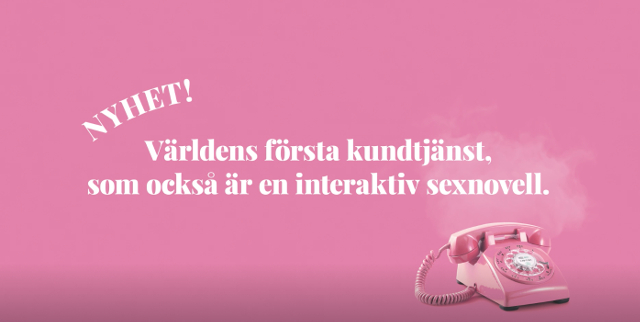 NYHET!
Världens första kundtjänst,
som också är en interaktiv sexnovell.